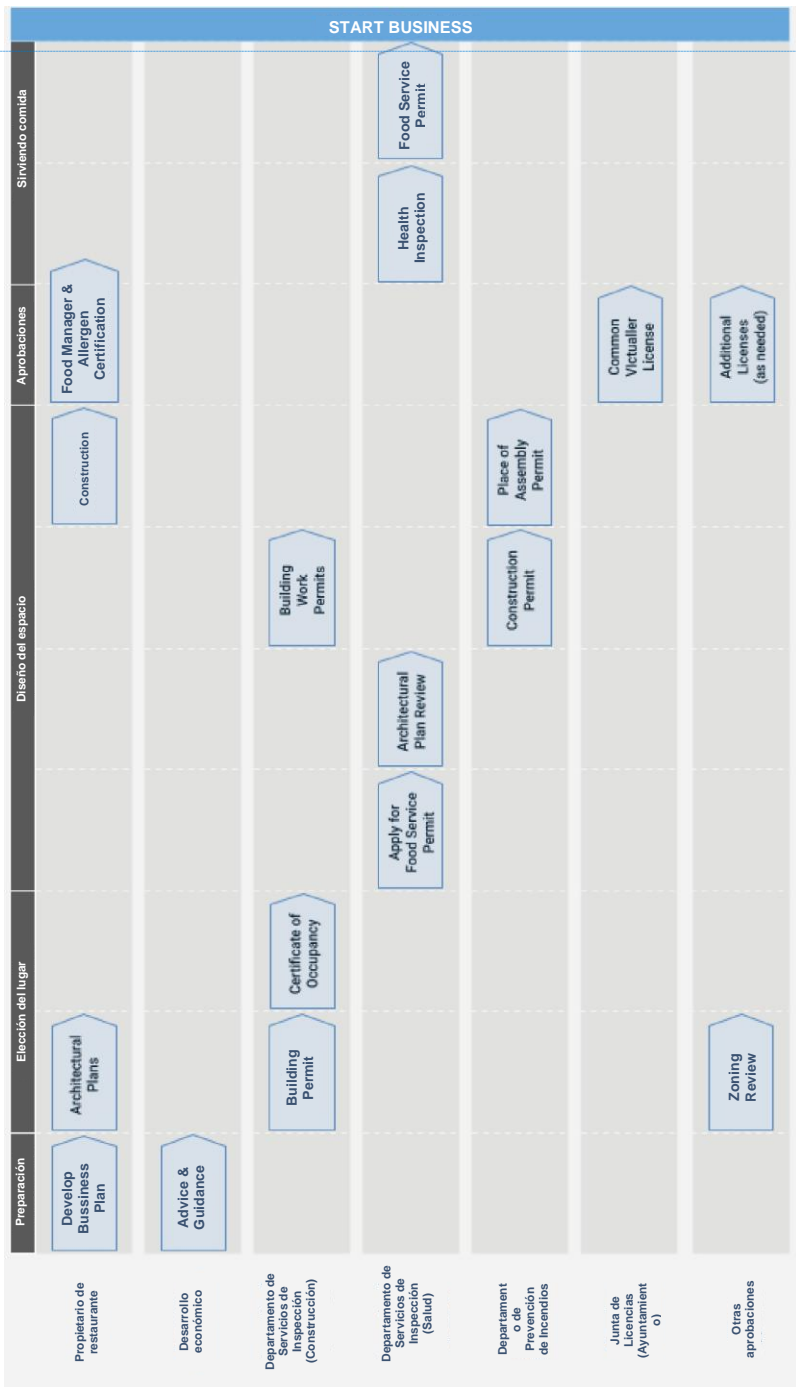 START BUSINESS
Preparación
Elección del lugar
Diseño del espacio
Aprobaciones
Sirviendo comida
Propietario de
restaurante
Develop
Bussiness
Plan
Architectural
Plans
Construction
Food Manager &
Allergen
Certification
Desarrollo
económico
Advice &
Guidance
Departamento de
Servicios de
Inspección
(Construcción)
Building
Permit
Certificate of
Occupancy
Building
Work
Permits
Departamento de
Servicios de
Inspección
(Salud)
Apply for
Food Service
Permit
Architectural
Plan Review
Health
Inspection
Food Service
Permit
Departament
o de
Prevención
de Incendios
Construction
Permit
Place of
Assembly
Permit
Junta de
Licencias
(Ayuntamient
o)
Common
Victualler
License
Otras
aprobaciones
Zoning
Review
Additional
Licenses
(as needed)